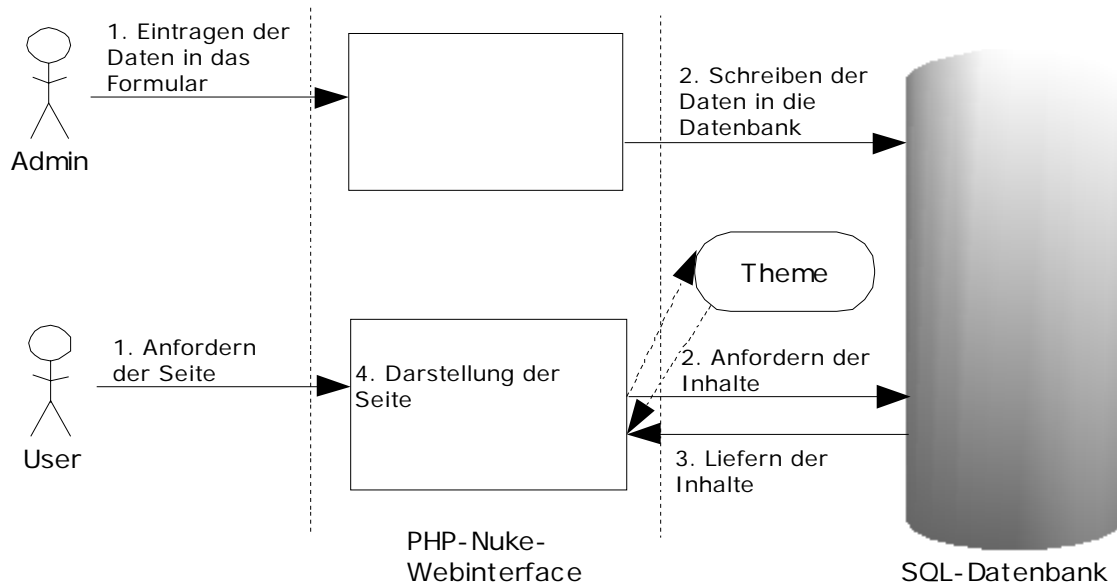 1. Eintragen der
Daten in das
Formular
Admin
2. Schreiben der
Daten in die
Datenbank
Theme
1. Anfordern
der Seite
User
4. Darstellung der
Seite
2. Anfordern der
Inhalte
3. Liefern der
Inhalte
PHP-Nuke-
Webinterface
SQL-Datenbank